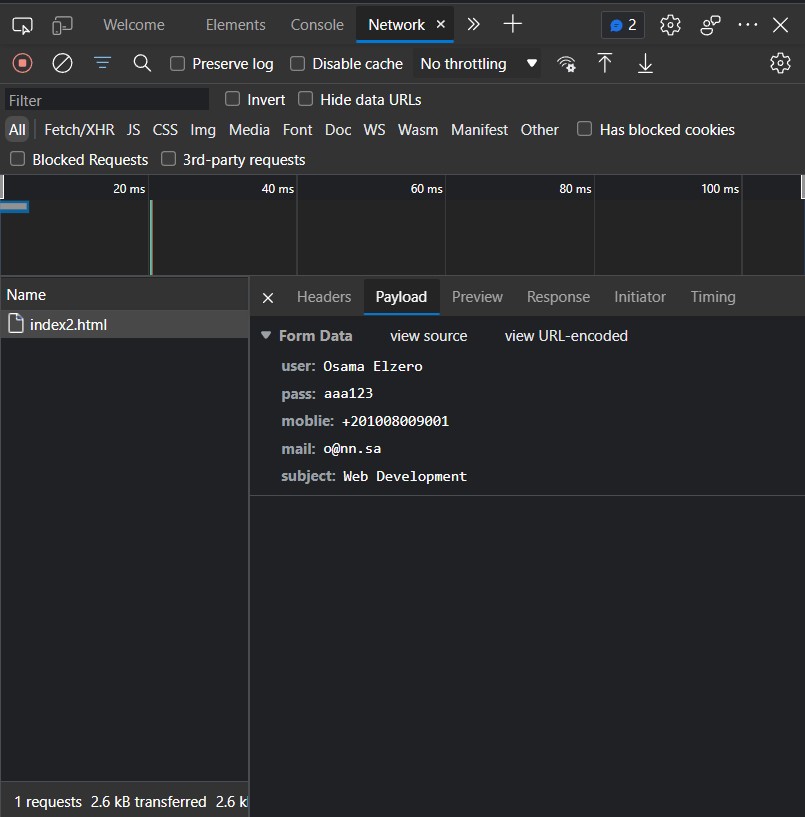 Welcome Elements Console Network × 2
Preserve log Disable cache No throttling
Filter Invert Hide data URLs
All Fetch/XHR JS CSS Img Media Font Doc WS Wasm Manifest Other Has blocked cookies
Blocked Requests 3rd-party requests
20 ms 40 ms 60 ms 80 ms 100 ms
Name
index2.html
Headers Payload Preview Response Initiator Timing
Form Data view source view URL-encoded
user: Osama Elzero
pass: aaa123
moblie: +201008009001
mail: o@nn.sa
subject: Web Development
1 requests 2.6 kB transferred 2.6 k